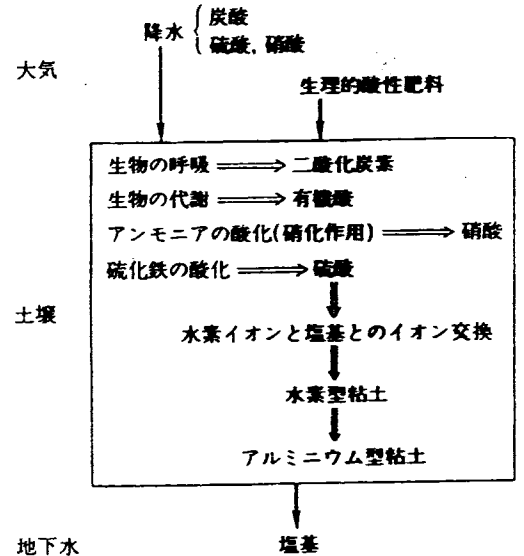 降水 炭酸
硫酸, 硝酸
大気
生理的酸性肥料
生物の呼吸 ⟹ 二酸化炭素
生物の代謝 ⟹ 有機酸
アンモニアの酸化(硝化作用) ⟹ 硝酸
硫化鉄の酸化 ⟹ 硫酸
土壌
水素イオンと塩基とのイオン交換
水素型粘土
アルミニウム型粘土
地下水 塩基